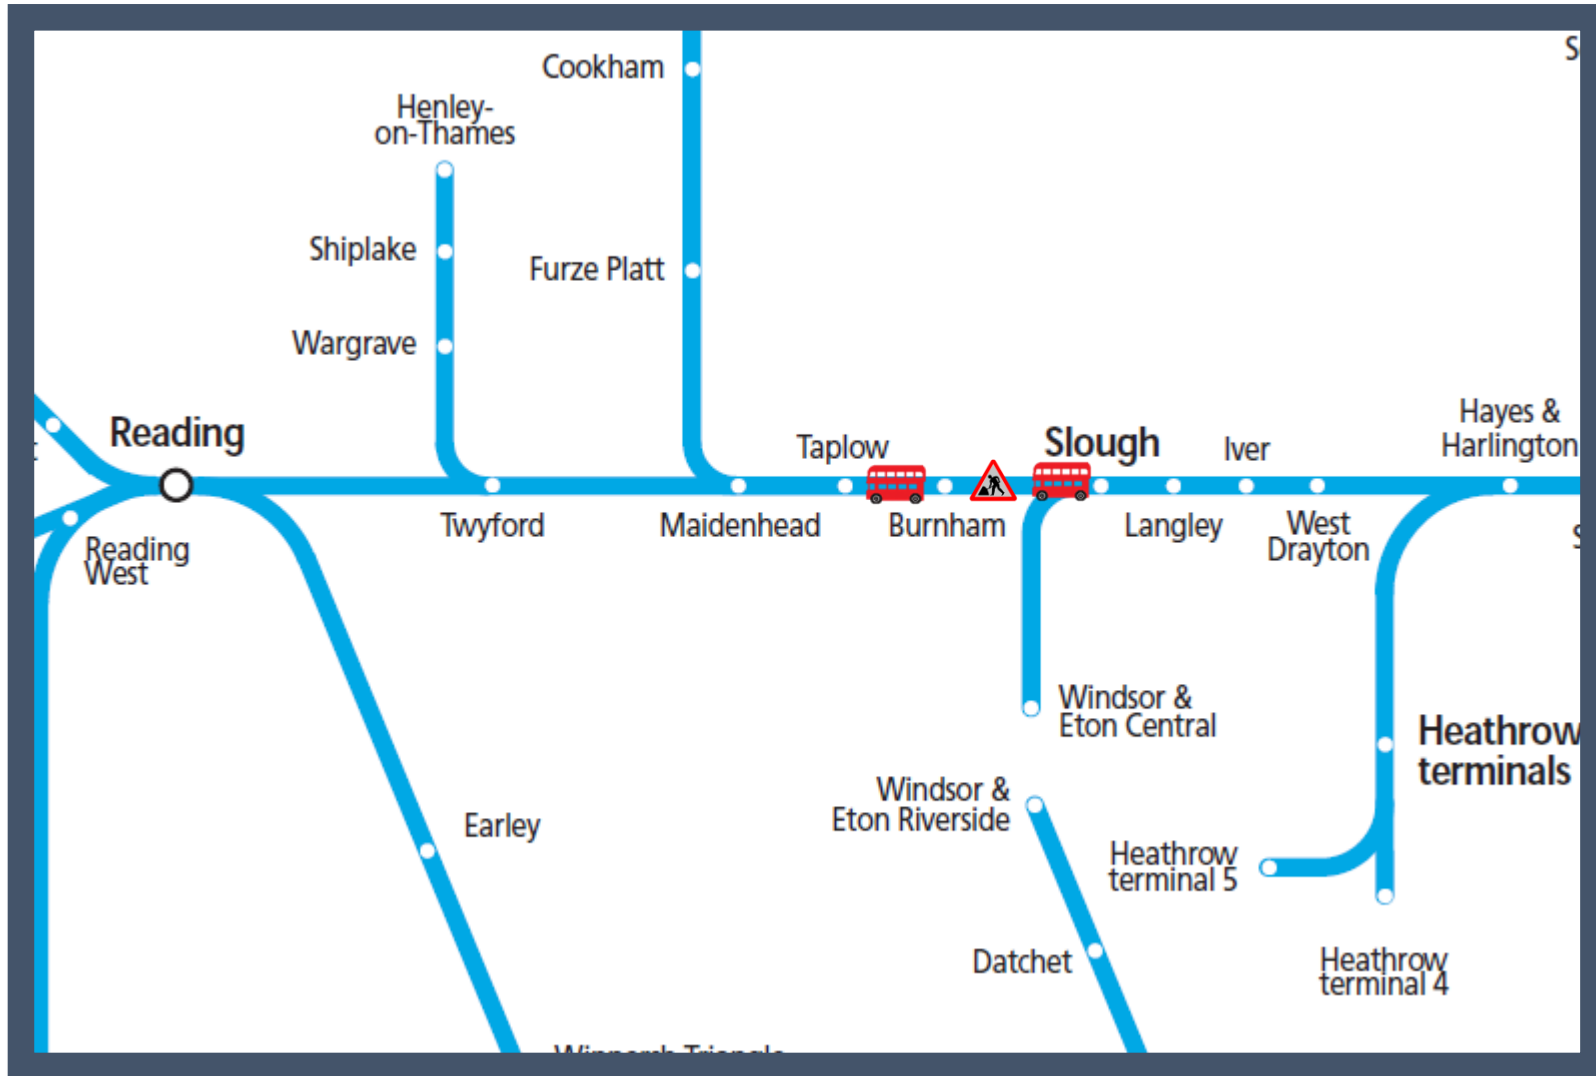 Cookham
S
Henley-
on-Thames
Shiplake
Furze Platt
Wargrave
Reading
Taplow
Slough
Iver
Hayes &
Harlington
Twyford
Maidenhead
Burnham
Langley
West
Drayton
Reading
West
Windsor &
Eton Central
Heathrow
terminals
Windsor &
Eton Riverside
Earley
Heathrow
terminal 5
Datchet
Heathrow
terminal 4
Winnersh Triangle